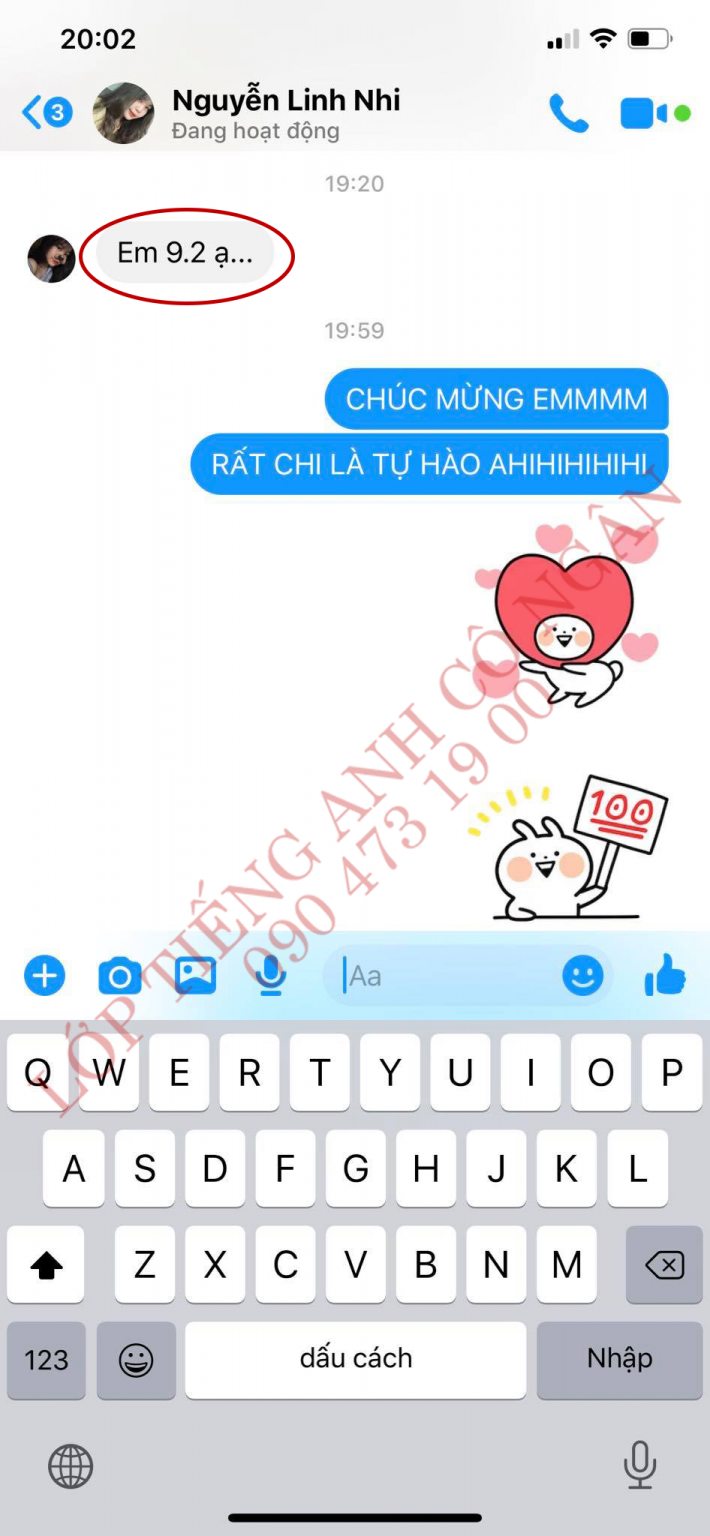 20:02
3
Nguyễn Linh Nhi
Đang hoạt động
19:20
Em 9.2 ạ...
19:59
CHÚC MỪNG EMMMM
RẤT CHI LÀ TỰ HÀO AHIHIHIHIHI
100
LỚP TIẾNG ANH CÔ NGÂN
090 473 19 00
Aa
Q W E R T Y U I O P
A S D F G H J K L
Z X C V B N M
123 dấu cách Nhập